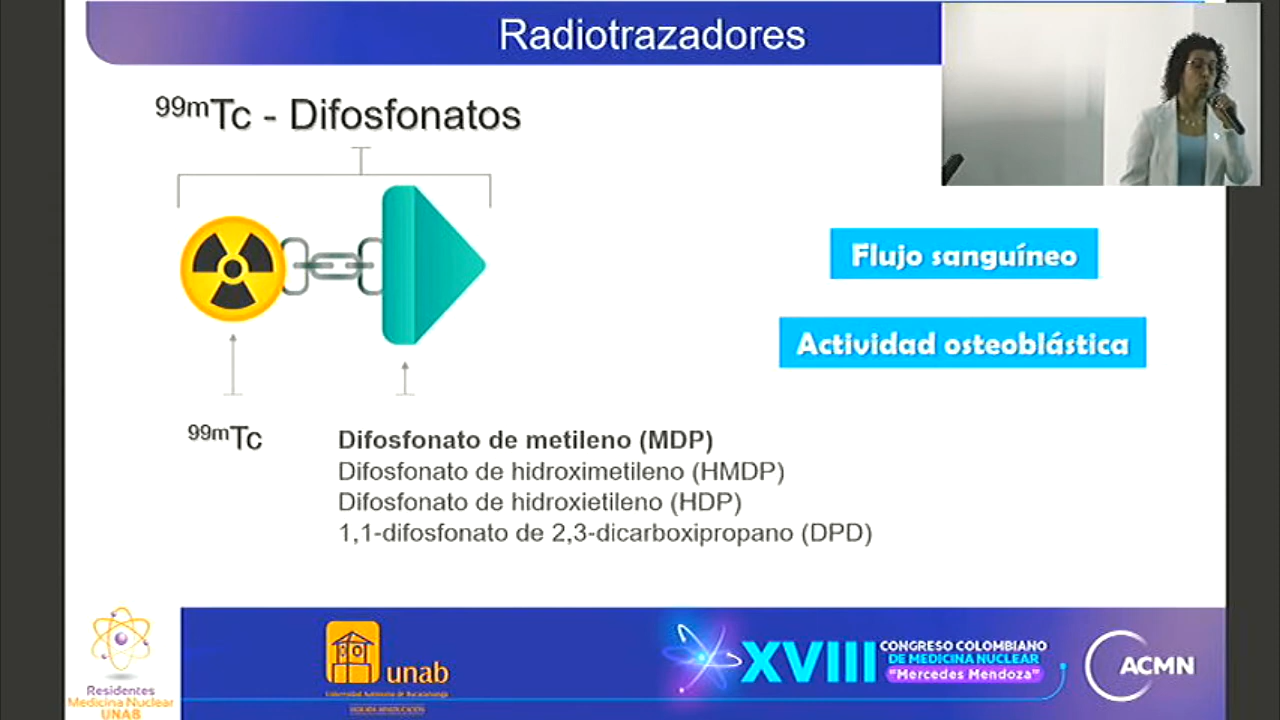 Radiotrazadores
99mTc - Difosfonatos
Flujo sanguíneo
Actividad osteoblástica
99mTc
Difosfonato de metileno (MDP)
Difosfonato de hidroximetileno (HMDP)
Difosfonato de hidroxietileno (HDP)
1,1-difosfonato de 2,3-dicarboxipropano (DPD)
Residentes
Medicina Nuclear
UNAB
unab
Universidad Autónoma de Bucaramanga
XVIII CONGRESO COLOMBIANO
DE MEDICINA NUCLEAR
"Mercedes Mendoza"
ACMN